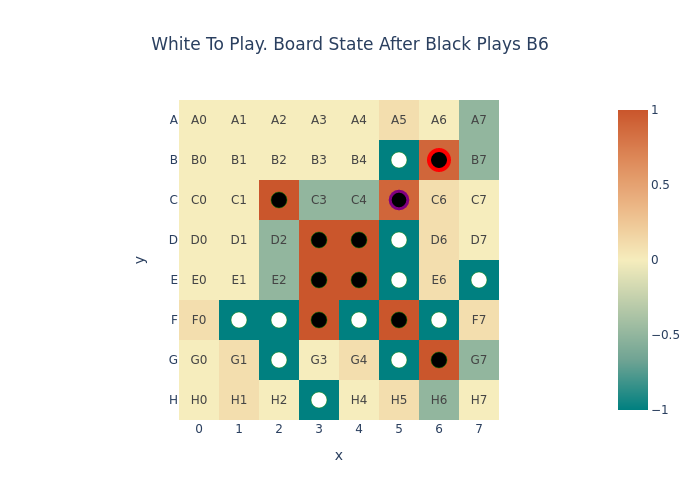 White To Play. Board State After Black Plays B6
A A0 A1 A2 A3 A4 A5 A6 A7
B B0 B1 B2 B3 B4 B7
C C0 C1 C3 C4 C6 C7
D D0 D1 D2 D6 D7
E E0 E1 E2 E6
F F0 F7
G G0 G1 G3 G4 G7
H H0 H1 H2 H4 H5 H6 H7
0 1 2 3 4 5 6 7
x
y
1
0.5
0
−0.5
−1